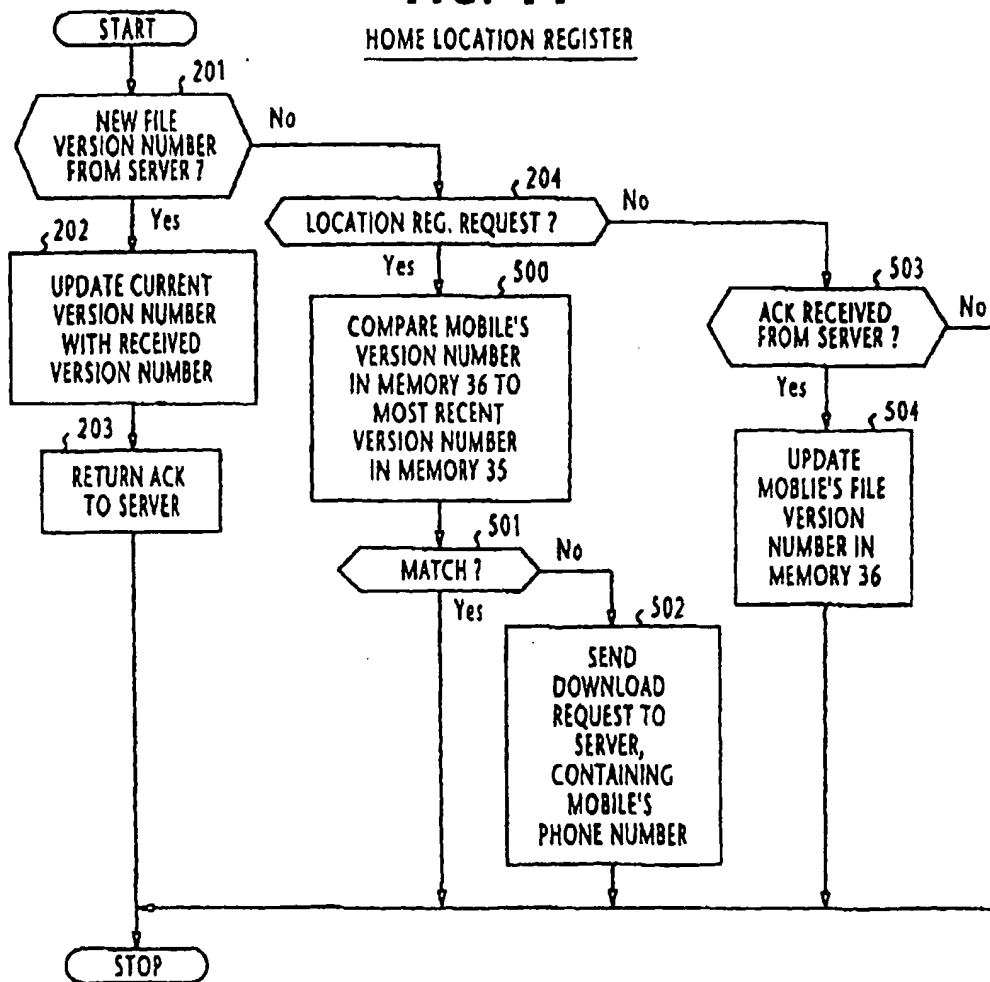 START
HOME LOCATION REGISTER
201
NEW FILE
VERSION NUMBER
FROM SERVER ?
No
Yes
202
UPDATE CURRENT
VERSION NUMBER
WITH RECEIVED
VERSION NUMBER
203
RETURN ACK
TO SERVER
204
LOCATION REG. REQUEST ?
No
Yes
500
COMPARE MOBILE'S
VERSION NUMBER
IN MEMORY 36 TO
MOST RECENT
VERSION NUMBER
IN MEMORY 35
501
MATCH ?
No
Yes
502
SEND
DOWNLOAD
REQUEST TO
SERVER,
CONTAINING
MOBILE'S
PHONE NUMBER
503
ACK RECEIVED
FROM SERVER ?
No
Yes
504
UPDATE
MOBLIE'S FILE
VERSION
NUMBER IN
MEMORY 36
STOP